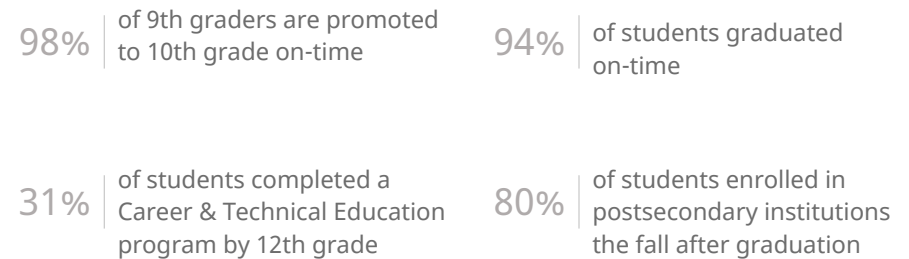 98% of 9th graders are promoted
to 10th grade on-time
94% of students graduated
on-time
31% of students completed a
Career & Technical Education
program by 12th grade
80% of students enrolled in
postsecondary institutions
the fall after graduation